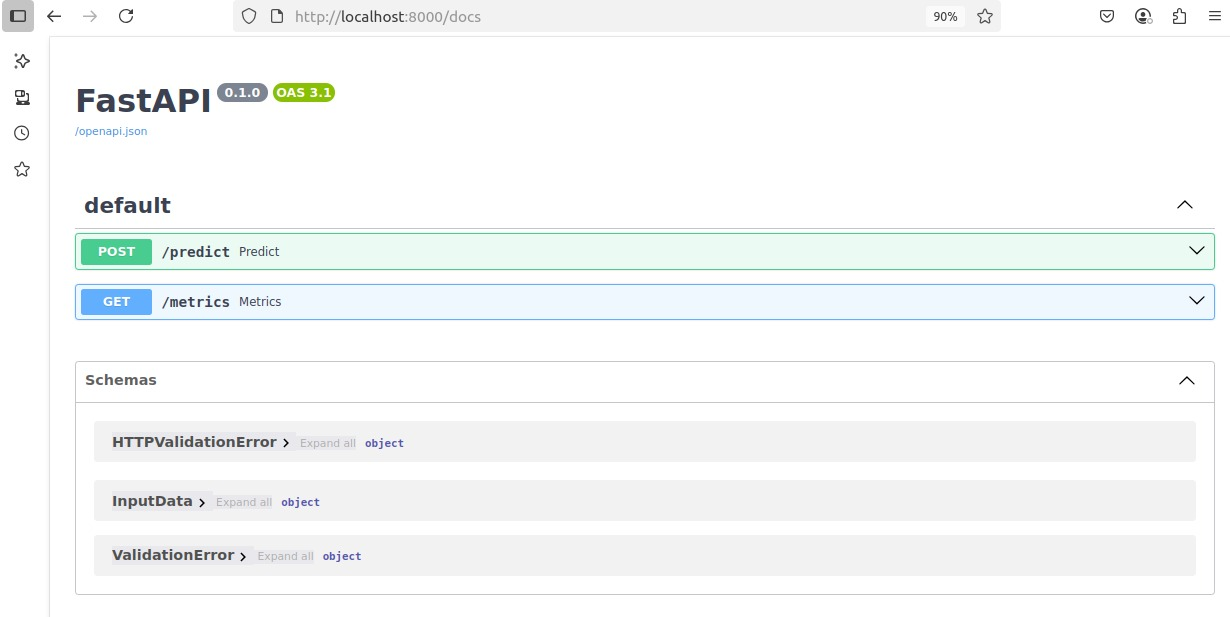 http://localhost:8000/docs 90%
FastAPI 0.1.0 OAS 3.1
/openapi.json
default
POST /predict Predict
GET /metrics Metrics
Schemas
HTTPValidationError Expand all object
InputData Expand all object
ValidationError Expand all object